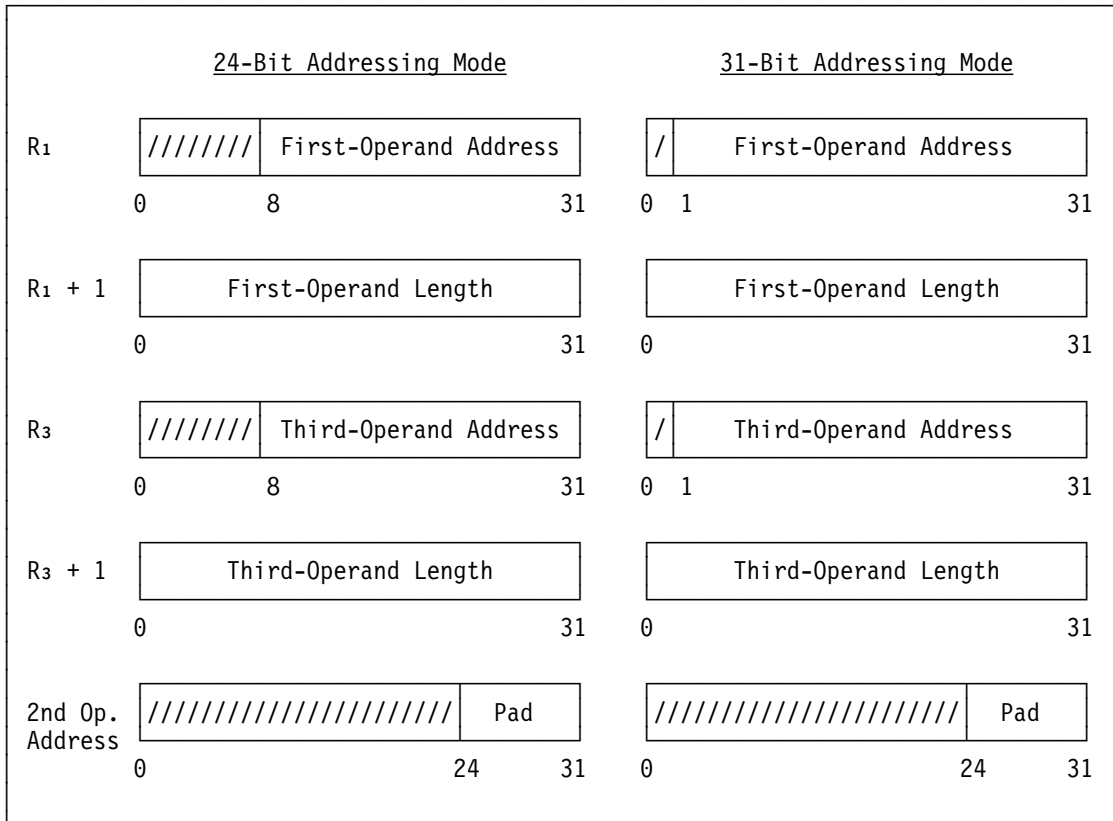 24-Bit Addressing Mode 31-Bit Addressing Mode
R₁ //////// First-Operand Address / First-Operand Address
0 8 31 0 1 31
R₁ + 1 First-Operand Length First-Operand Length
0 31 0 31
R₃ //////// Third-Operand Address / Third-Operand Address
0 8 31 0 1 31
R₃ + 1 Third-Operand Length Third-Operand Length
0 31 0 31
2nd Op. /////////////////////// Pad /////////////////////// Pad
Address
0 24 31 0 24 31